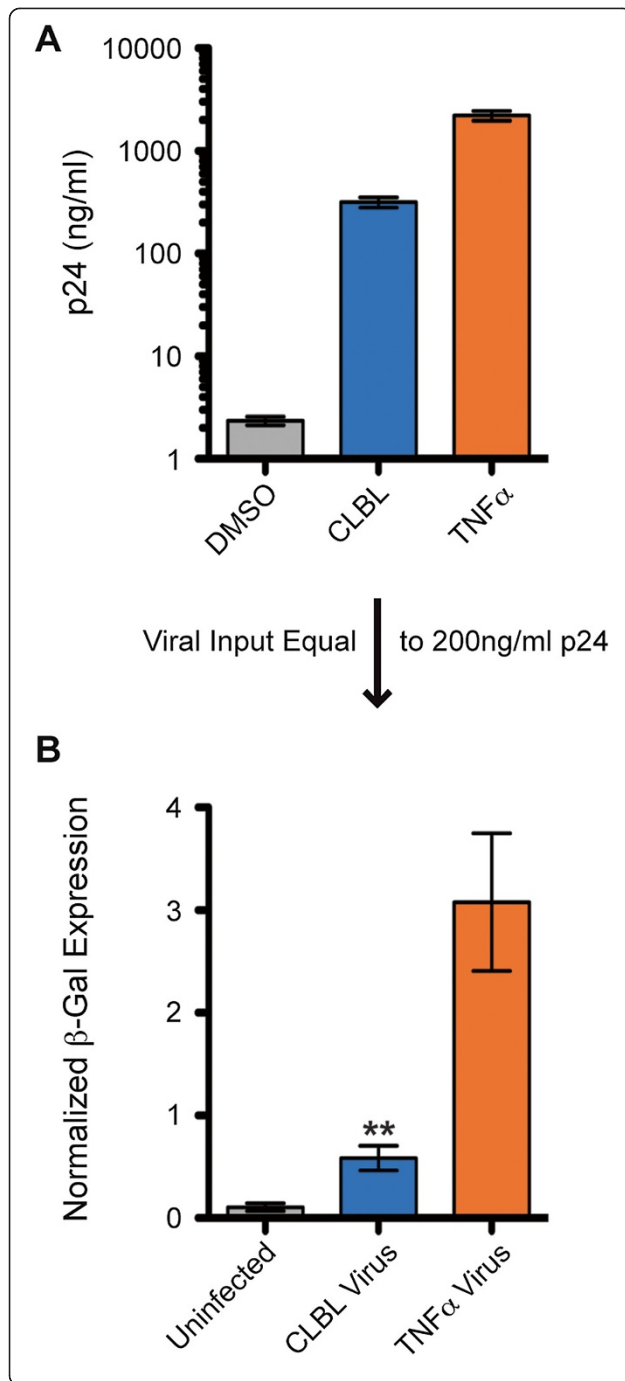 A
p24 (ng/ml)
10000
1000
100
10
1
DMSO
CLBL
TNFα
Viral Input Equal to 200ng/ml p24
B
Normalized β-Gal Expression
4
3
2
1
0
**
Uninfected
CLBL Virus
TNFα Virus